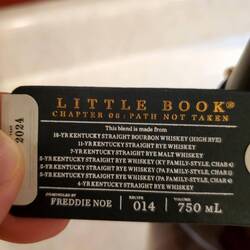 2024
LITTLE BOOK®
CHAPTER 08: PATH NOT TAKEN
This blend is made from
18-YR KENTUCKY STRAIGHT BOURBON WHISKEY (HIGH RYE)
11-YR KENTUCKY STRAIGHT RYE WHISKEY
7-YR KENTUCKY STRAIGHT RYE MALT WHISKEY
5-YR KENTUCKY STRAIGHT RYE WHISKEY (KY FAMILY-STYLE, CHAR 4)
5-YR KENTUCKY STRAIGHT RYE WHISKEY (PA FAMILY-STYLE, CHAR
5-YR KENTUCKY STRAIGHT RYE WHISKEY (PA FAMILY-STYLE, CHAR
4-YR KENTUCKY STRAIGHT RYE WHISKEY
FREDDIE NOE
RECIPE
014
VOLUME
750 mL